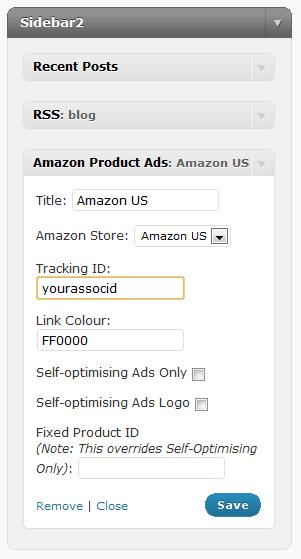 Sidebar2
Recent Posts
RSS: blog
Amazon Product Ads: Amazon US
Title: Amazon US
Amazon Store: Amazon US
Tracking ID:
yourassocid
Link Colour:
FF0000
Self-optimising Ads Only
Self-optimising Ads Logo
Fixed Product ID
(Note: This overrides Self-Optimising
Only):
Remove | Close Save